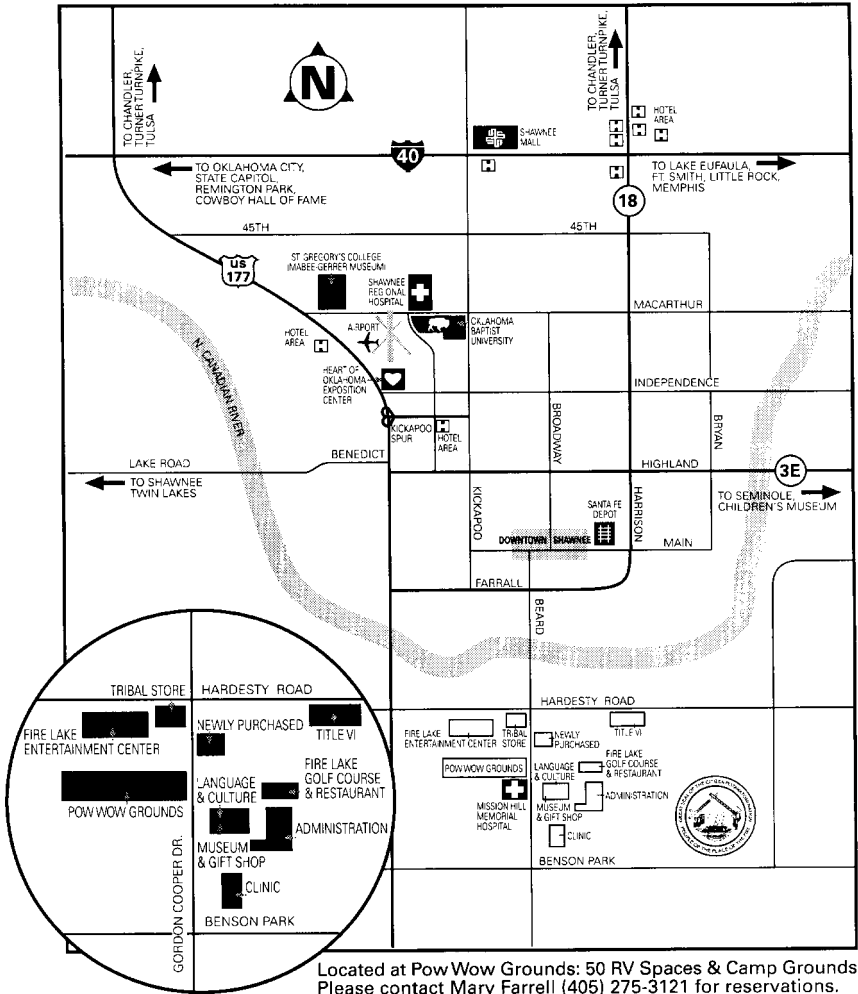 TO CHANDLER,
TURNER TURNPIKE,
TULSA
N
TO CHANDLER,
TURNER TURNPIKE,
TULSA
HOTEL
AREA
SHAWNEE
MALL
40
TO OKLAHOMA CITY,
STATE CAPITOL,
REMINGTON PARK,
COWBOY HALL OF FAME
TO LAKE EUFAULA,
FT. SMITH, LITTLE ROCK,
MEMPHIS
18
45TH
45TH
US
177
ST GREGORY'S COLLEGE
(MABEE-GERRER MUSEUM)
SHAWNEE
REGIONAL
HOSPITAL
MACARTHUR
HOTEL
AREA
AIRPORT
OKLAHOMA
BAPTIST
UNIVERSITY
N. CANADIAN RIVER
HEART OF
OKLAHOMA
EXPOSITION
CENTER
INDEPENDENCE
BROADWAY
BRYAN
KICKAPOO
SPUR
HOTEL
AREA
BENEDICT
LAKE ROAD
HIGHLAND
3E
TO SHAWNEE
TWIN LAKES
KICKAPOO
HARRISON
TO SEMINOLE,
CHILDREN'S MUSEUM
SANTA FE
DEPOT
DOWNTOWN SHAWNEE
MAIN
FARRALL
BEARD
TRIBAL STORE
HARDESTY ROAD
FIRE LAKE
ENTERTAINMENT CENTER
NEWLY PURCHASED
TITLE VI
POW WOW GROUNDS
LANGUAGE
& CULTURE
FIRE LAKE
GOLF COURSE
& RESTAURANT
ADMINISTRATION
MUSEUM
& GIFT SHOP
CLINIC
GORDON COOPER DR.
BENSON PARK
HARDESTY ROAD
FIRE LAKE
ENTERTAINMENT CENTER
TRIBAL
STORE
NEWLY
PURCHASED
TITLE VI
POW WOW GROUNDS
LANGUAGE
& CULTURE
FIRE LAKE
GOLF COURSE
& RESTAURANT
MISSION HILL
MEMORIAL
HOSPITAL
MUSEUM
& GIFT SHOP
ADMINISTRATION
CLINIC
BENSON PARK
PEOPLE OF THE PLACE OF THE FIRE
Located at Pow Wow Grounds: 50 RV Spaces & Camp Grounds
Please contact Mary Farrell (405) 275-3121 for reservations.